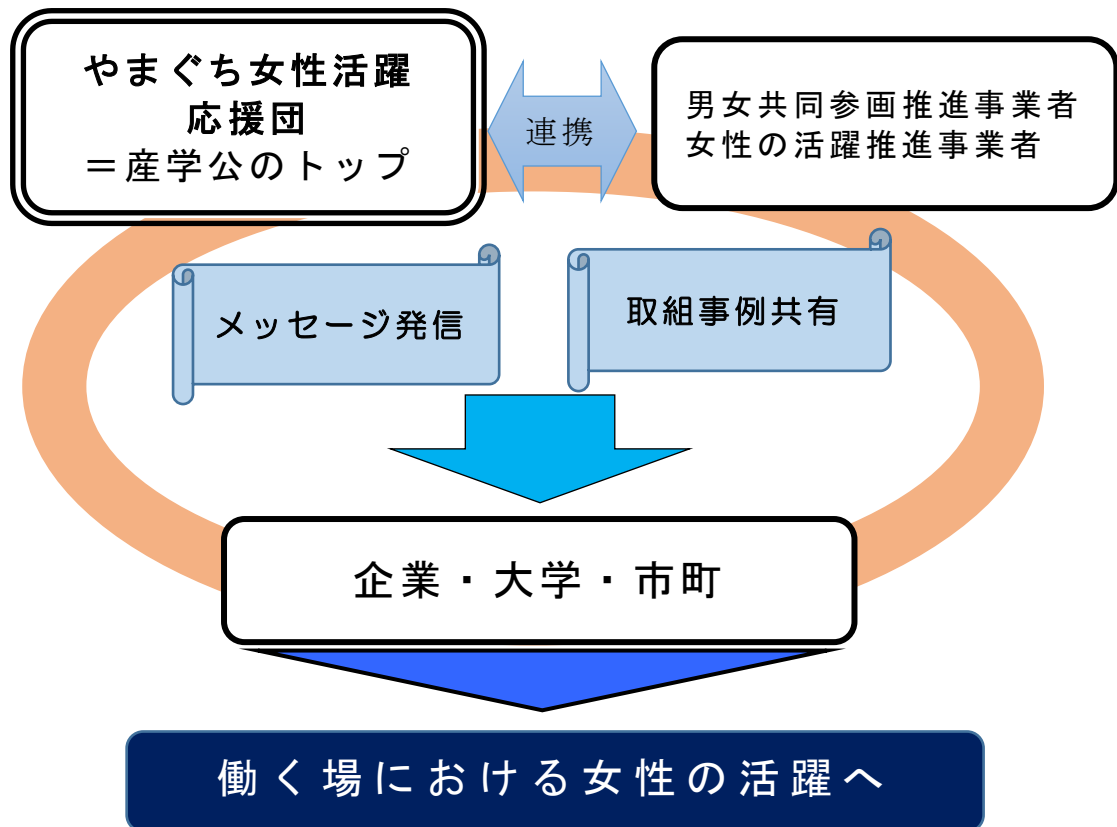 やまぐち女性活躍
応援団
＝産学公のトップ
連携
男女共同参画推進事業者
女性の活躍推進事業者
メッセージ発信
取組事例共有
企業・大学・市町
働く場における女性の活躍へ